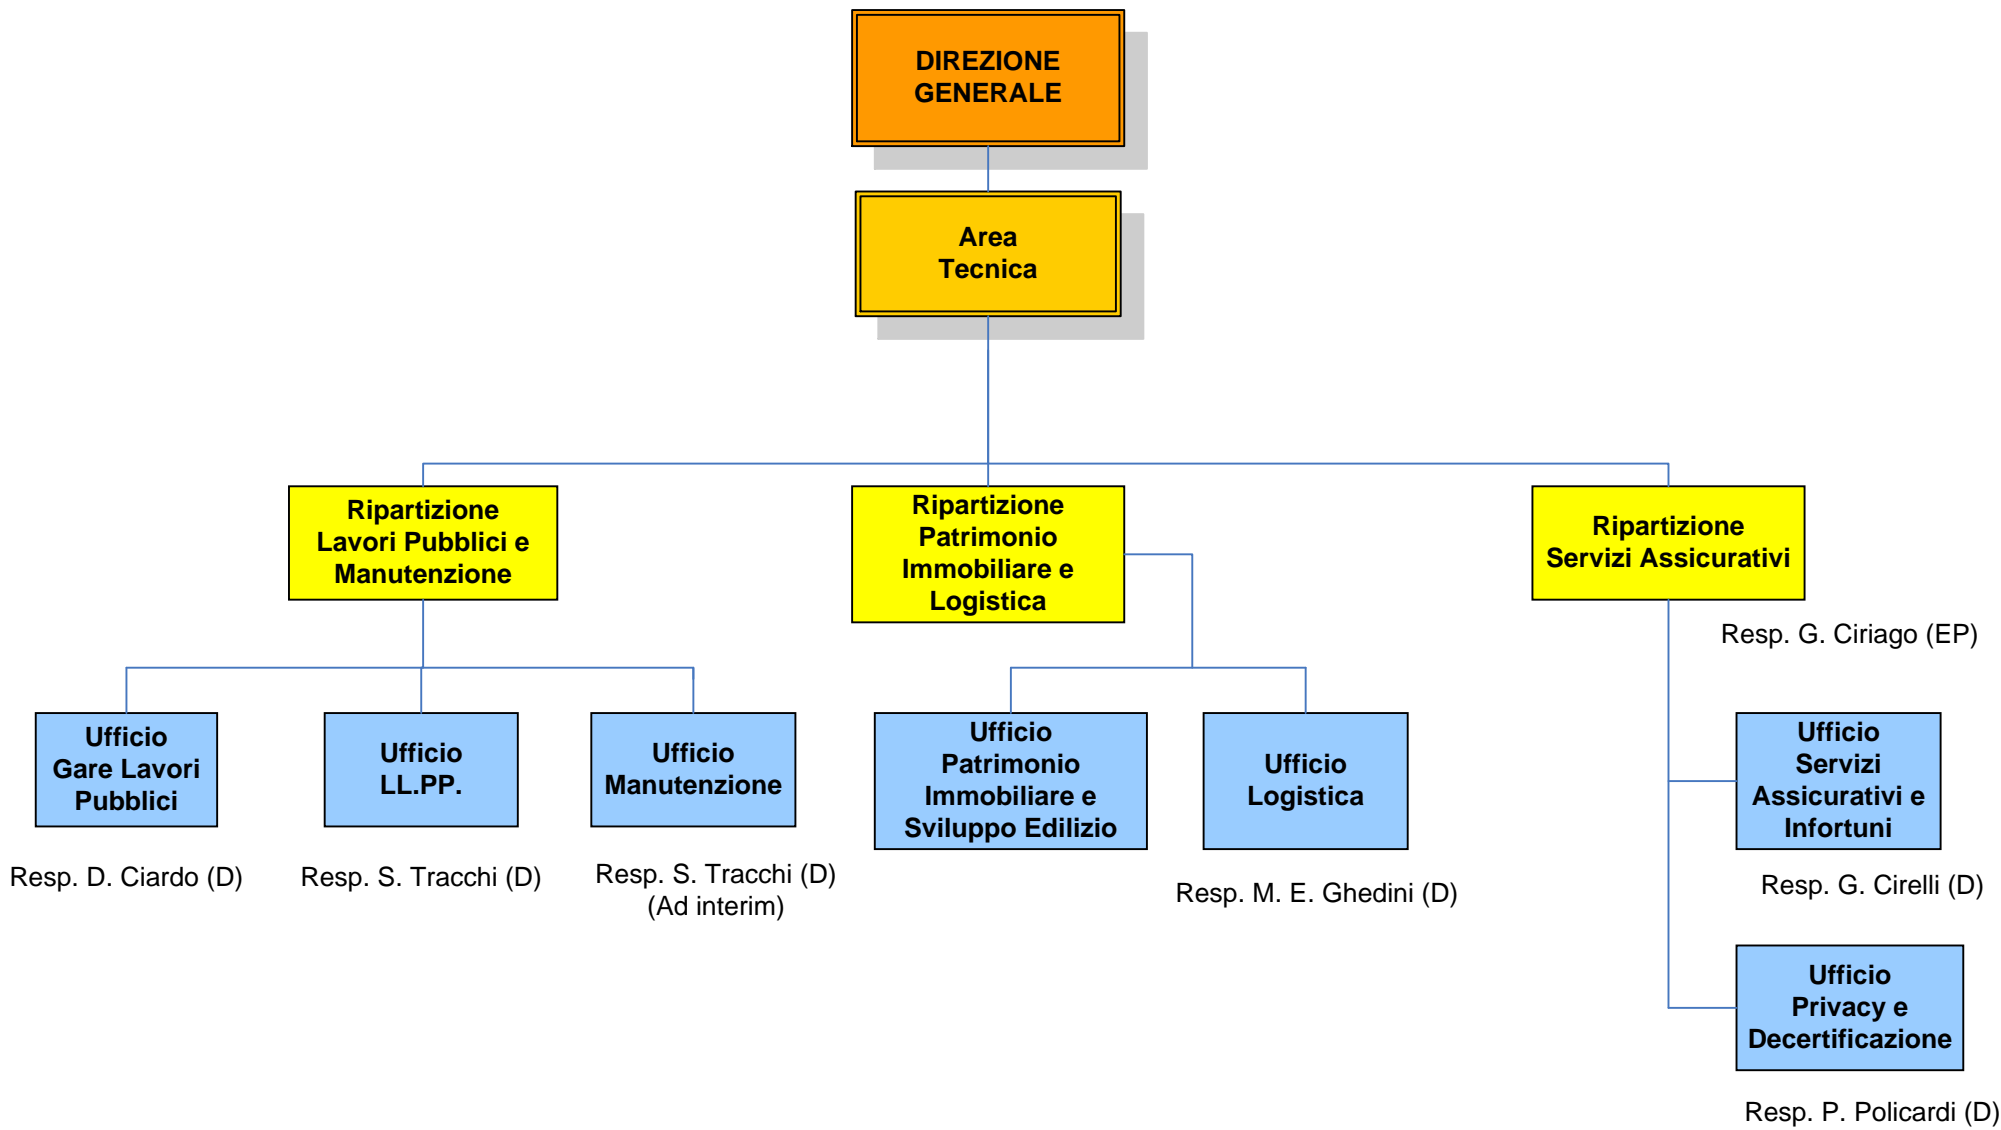 DIREZIONE
GENERALE
Area
Tecnica
Ripartizione
Lavori Pubblici e
Manutenzione
Ripartizione
Patrimonio
Immobiliare e
Logistica
Ripartizione
Servizi Assicurativi
Resp. G. Ciriago (EP)
Ufficio
Gare Lavori
Pubblici
Resp. D. Ciardo (D)
Ufficio
LL.PP.
Resp. S. Tracchi (D)
Ufficio
Manutenzione
Resp. S. Tracchi (D)
(Ad interim)
Ufficio
Patrimonio
Immobiliare e
Sviluppo Edilizio
Ufficio
Logistica
Resp. M. E. Ghedini (D)
Ufficio
Servizi
Assicurativi e
Infortuni
Resp. G. Cirelli (D)
Ufficio
Privacy e
Decertificazione
Resp. P. Policardi (D)